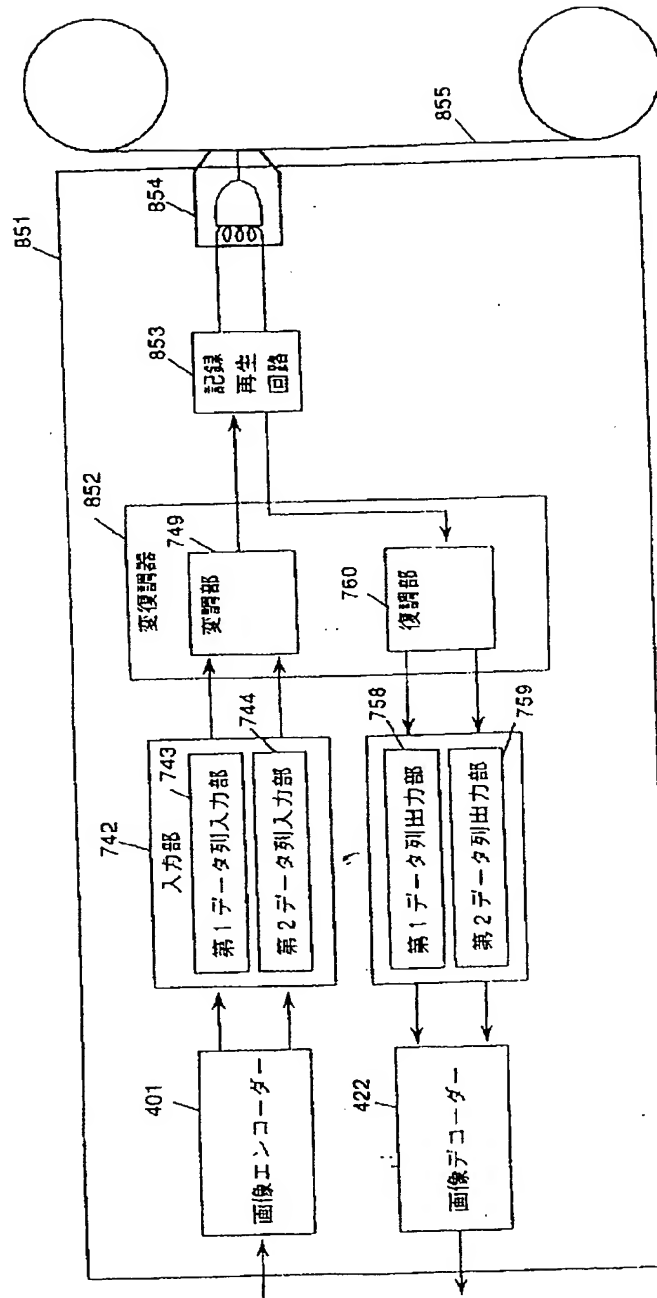 851
852
変復調器
749
変調部
853
記録
再生
回路
854
855
742
入力部
743
第1データ列入力部
744
第2データ列入力部
401
画像エンコーダー
760
復調部
758
第1データ列出力部
759
第2データ列出力部
422
画像デコーダー